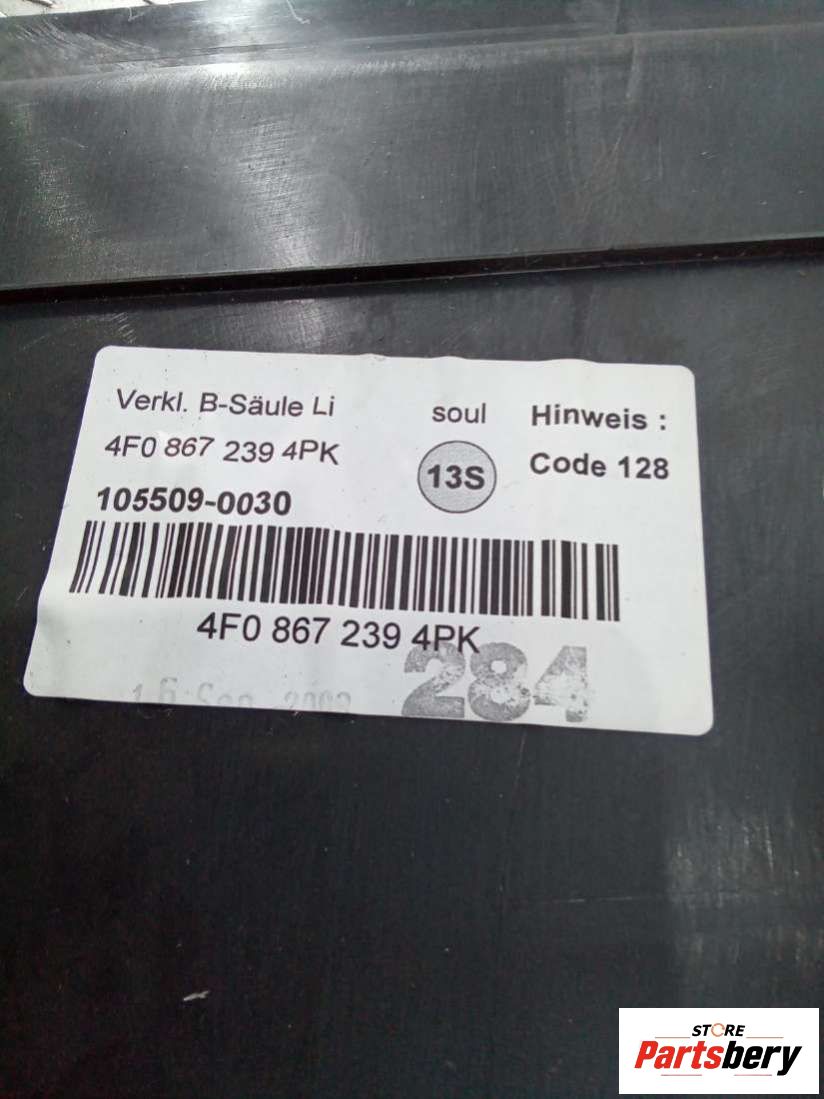 Verkl. B-Säule Li
4F0 867 239 4PK
105509-0030
soul
13S
Hinweis :
Code 128
4F0 867 239 4PK
284
STORE
Partsbery